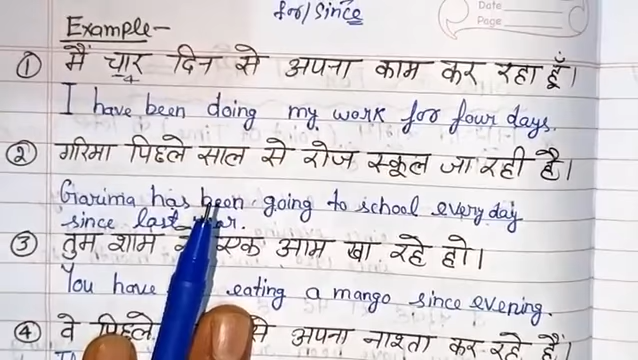 for/since
Date
Page
Example-
① मैं चार दिन से अपना काम कर रहा हूँ।
4
I have been doing my work for four days.
② गरिमा पिछले साल से रोज स्कूल जा रही है।
Garima has been going to school everyday
since last
③ तुम शाम एक आम खा रहे हो।
You have eating a mango since evening.
④ वे पिछले से अपना नाश्ता कर रहे हैं।